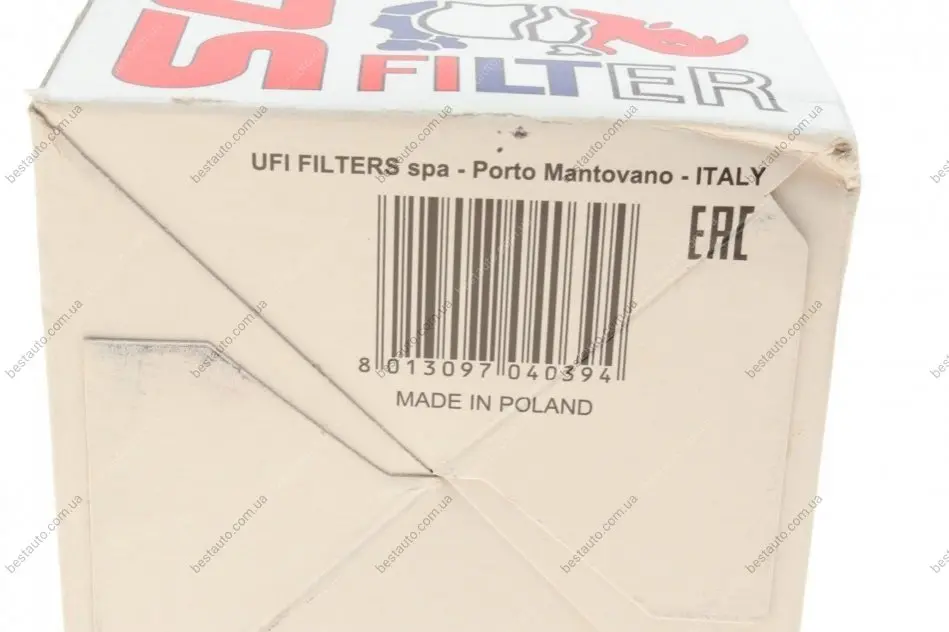 FILTER
UFI FILTERS spa - Porto Mantovano - ITALY
EAC
8 013097 040394
MADE IN POLAND
bestauto.com.ua